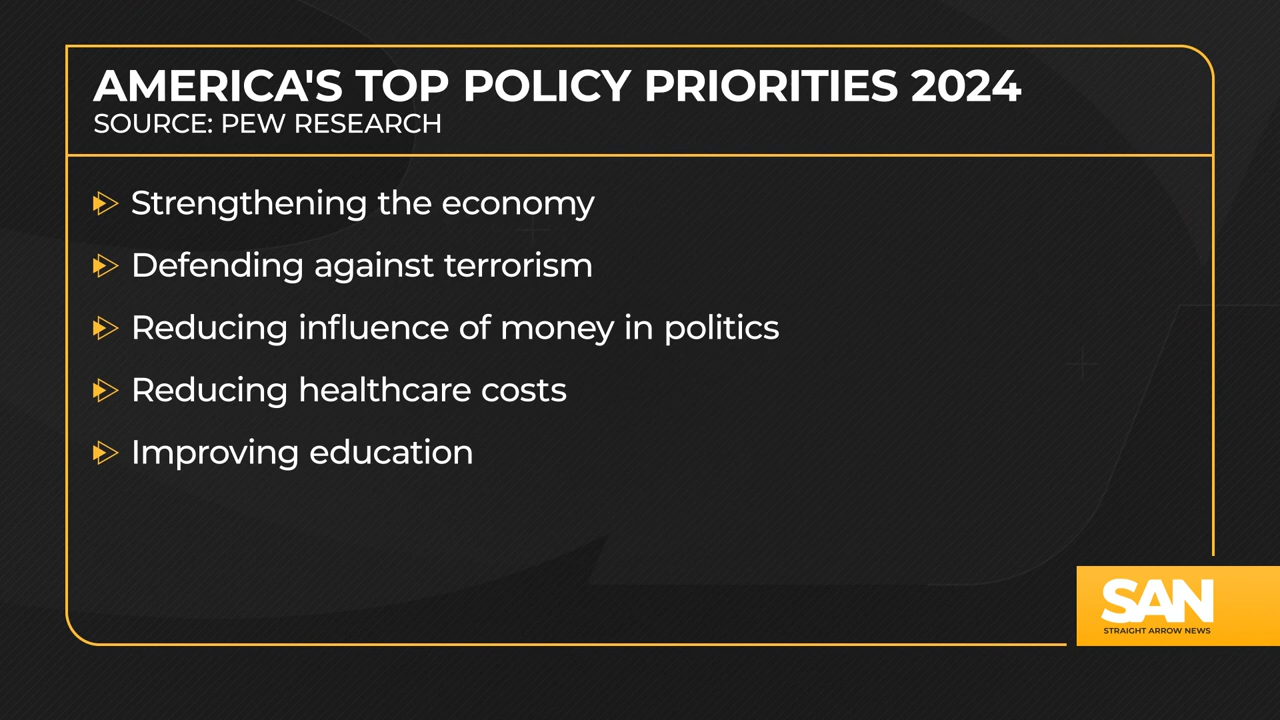 AMERICA'S TOP POLICY PRIORITIES 2024
SOURCE: PEW RESEARCH
Strengthening the economy
Defending against terrorism
Reducing influence of money in politics
Reducing healthcare costs
Improving education
SAN
STRAIGHT ARROW NEWS